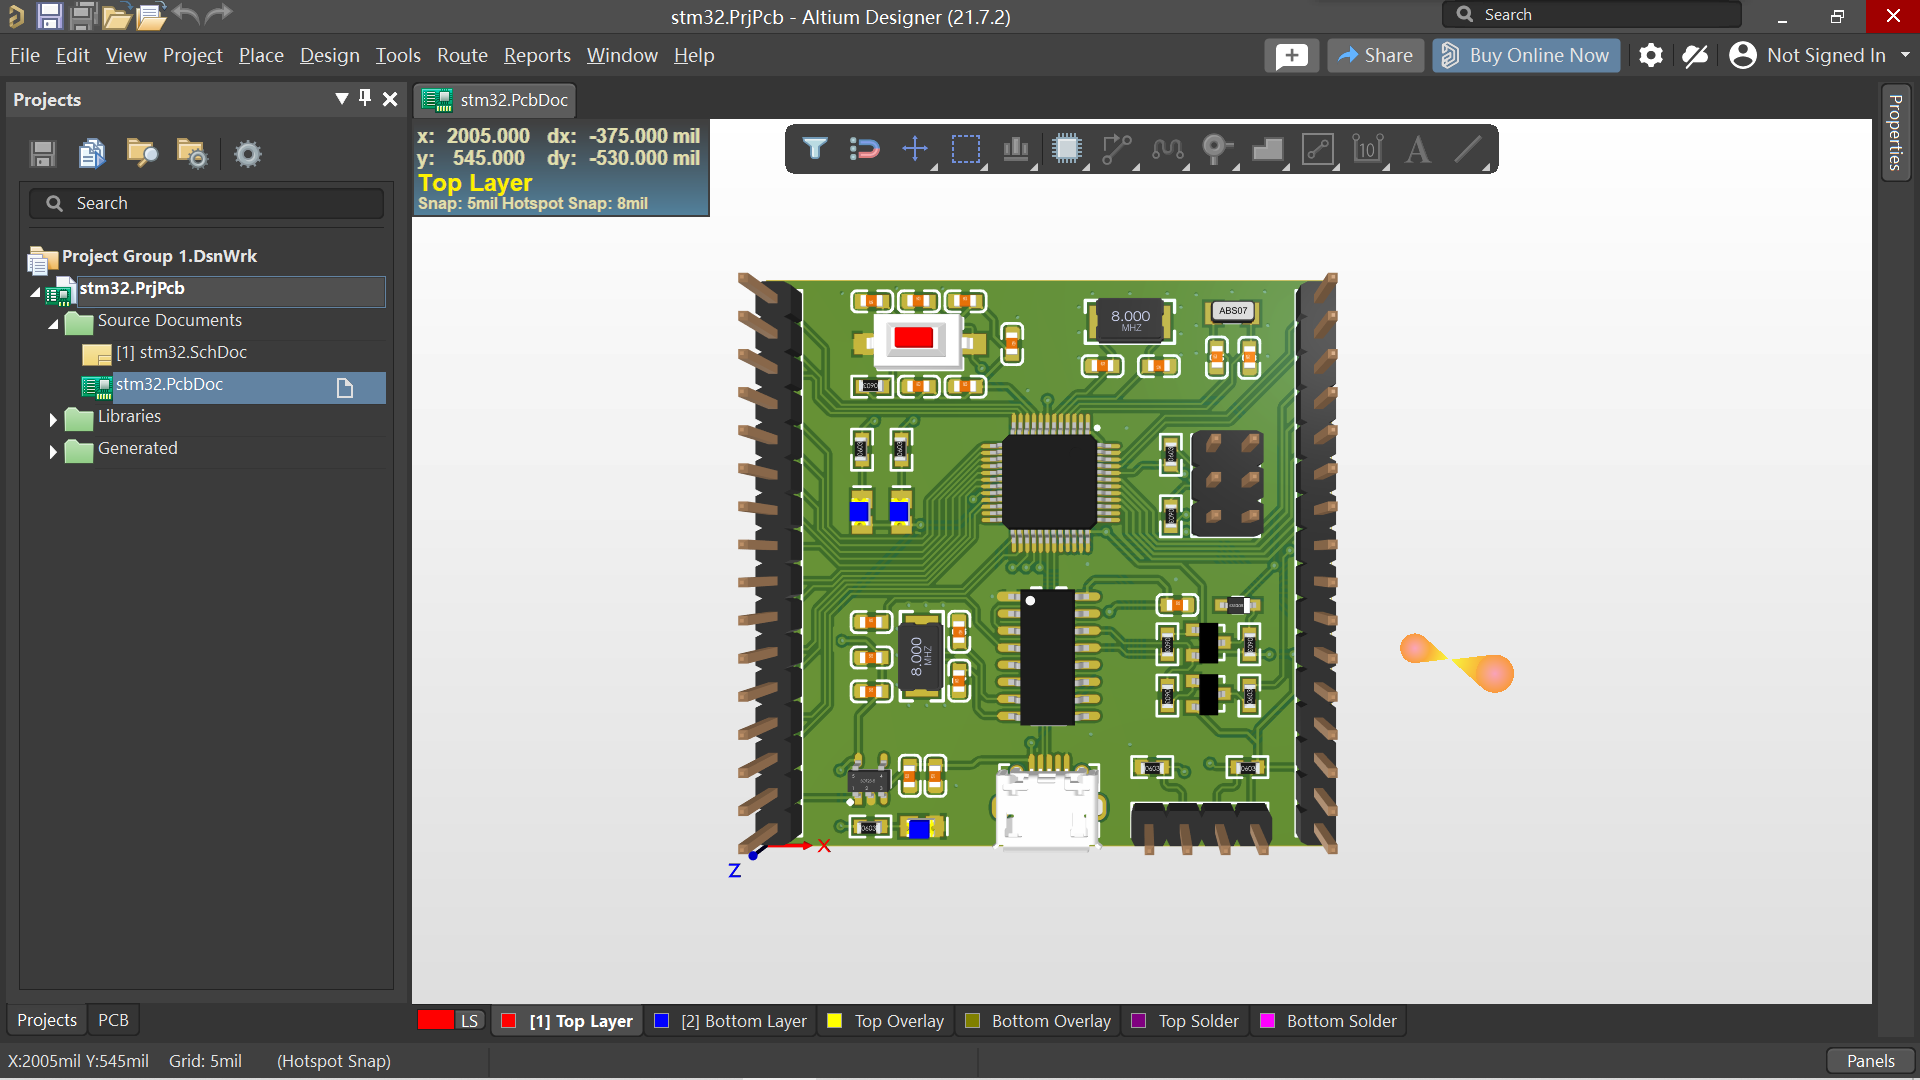 stm32.PrjPcb - Altium Designer (21.7.2)
Search
File Edit View Project Place Design Tools Route Reports Window Help
Share
Buy Online Now
Not Signed In
Projects
stm32.PcbDoc
Properties
x: 2005.000 dx: -375.000 mil
y: 545.000 dy: -530.000 mil
Top Layer
Snap: 5mil Hotspot Snap: 8mil
10
A
Search
Project Group 1.DsnWrk
stm32.PrjPcb
Source Documents
[1] stm32.SchDoc
stm32.PcbDoc
Libraries
Generated
8.000
MHZ
ABS07
8.000
MHZ
0603
0603
0603
X
Z
Projects PCB
LS
[1] Top Layer
[2] Bottom Layer
Top Overlay
Bottom Overlay
Top Solder
Bottom Solder
X:2005mil Y:545mil Grid: 5mil (Hotspot Snap)
Panels